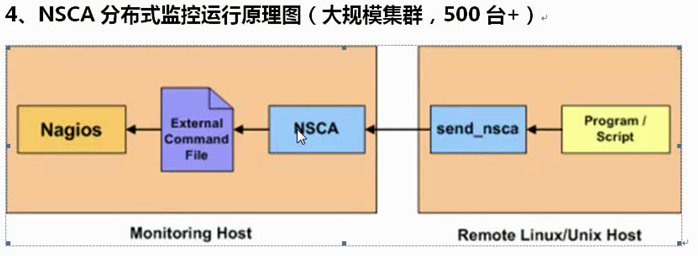 4、NSCA 分布式监控运行原理图（大规模集群，500 台+）
Nagios
External
Command
File
NSCA
send_nsca
Program /
Script
Monitoring Host
Remote Linux/Unix Host